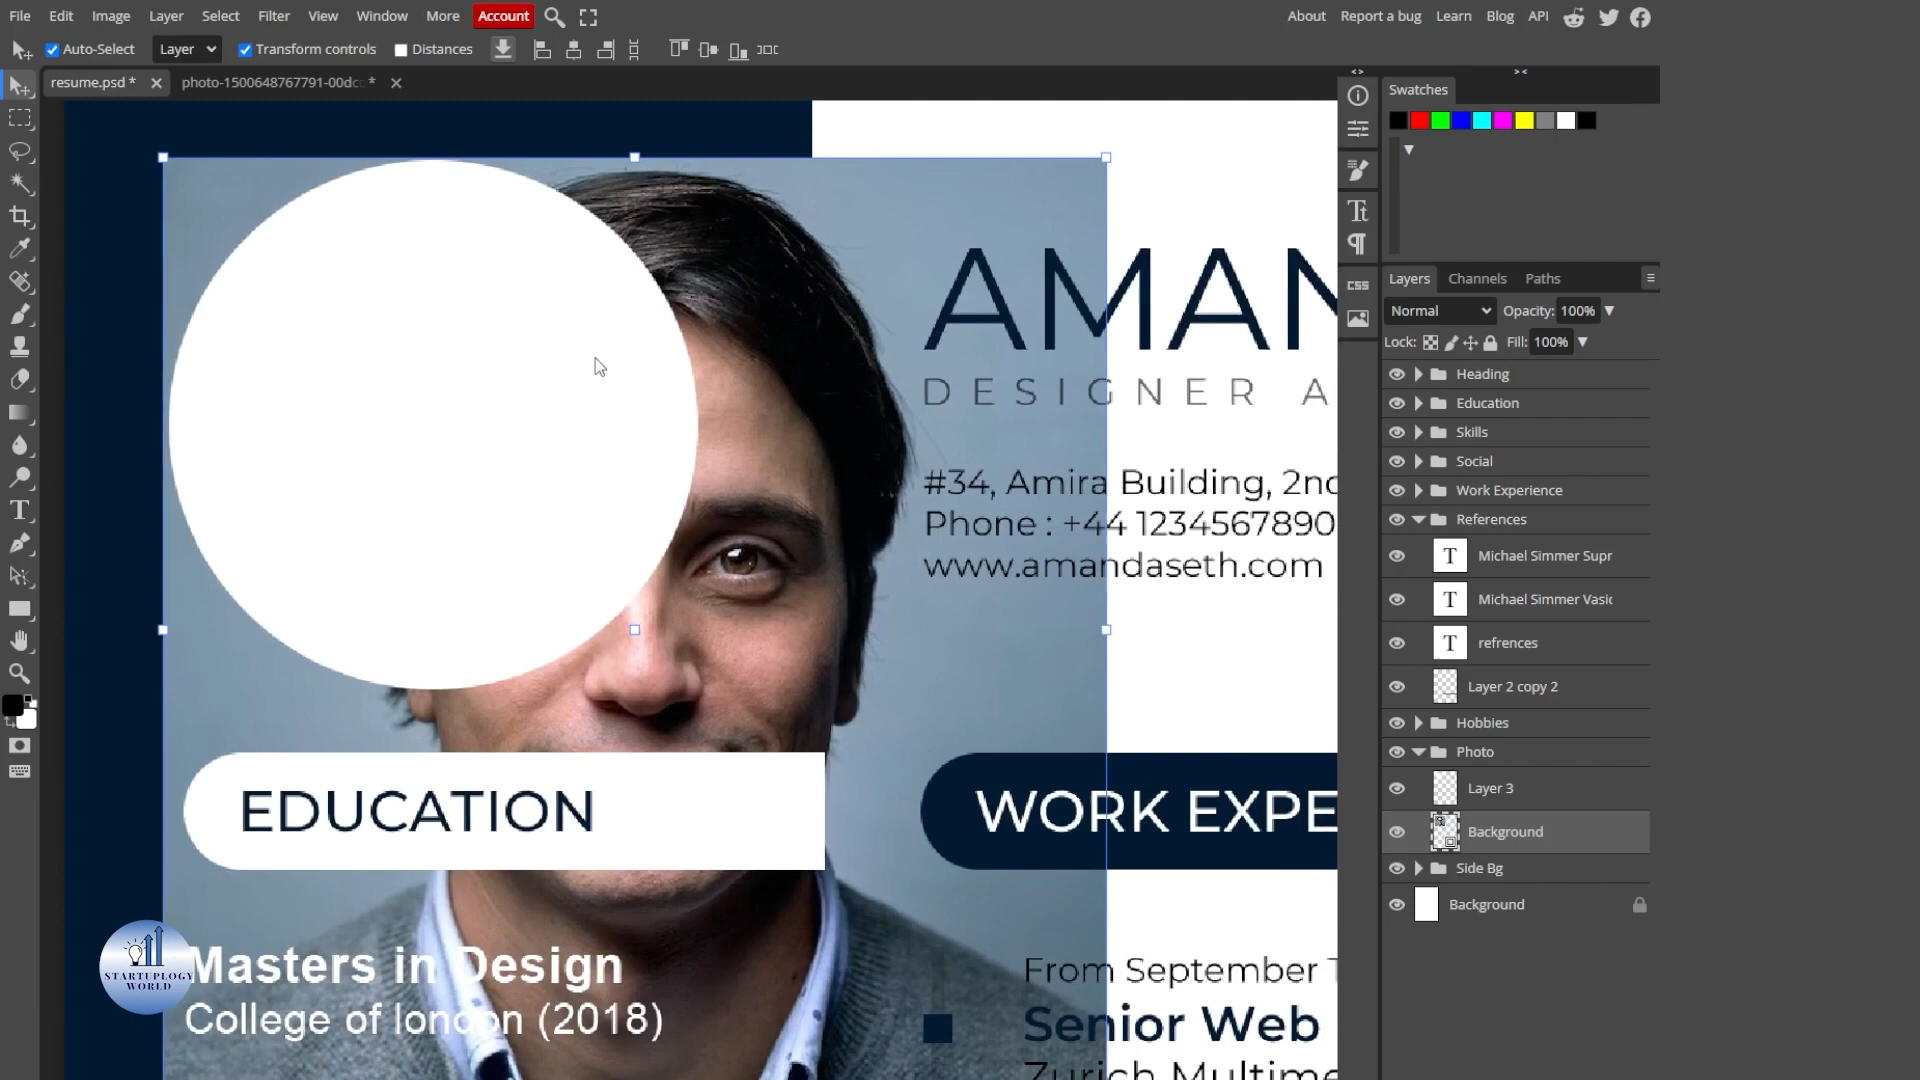 File Edit Image Layer Select Filter View Window More Account
About Report a bug Learn Blog API
Auto-Select Layer Transform controls Distances
resume.psd *
photo-1500648767791-00dcc *
Swatches
AMAN
DESIGNER A
#34, Amira Building, 2nd
Phone : +44 1234567890
www.amandaseth.com
EDUCATION
WORK EXPE
Masters in Design
College of london (2018)
STARTUPLOGY
WORLD
From September
Senior Web
Zurich Multime
CSS
Layers Channels Paths
Normal Opacity: 100%
Lock: Fill: 100%
Heading
Education
Skills
Social
Work Experience
References
T Michael Simmer Supr
T Michael Simmer Vasic
T refrences
Layer 2 copy 2
Hobbies
Photo
Layer 3
Background
Side Bg
Background